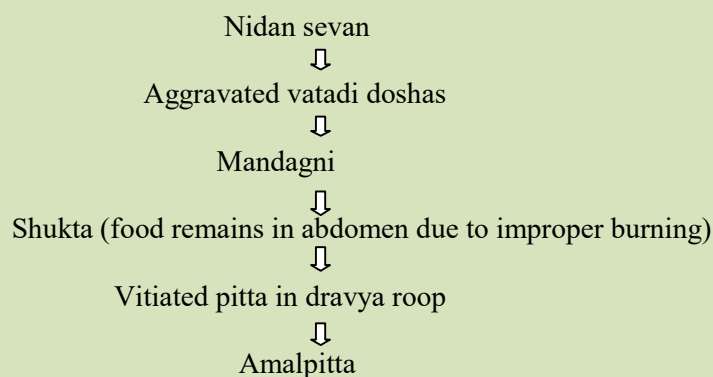 Nidan sevan
Aggravated vatadi doshas
Mandagni
Shukta (food remains in abdomen due to improper burning)
Vitiated pitta in dravya roop
Amalpitta